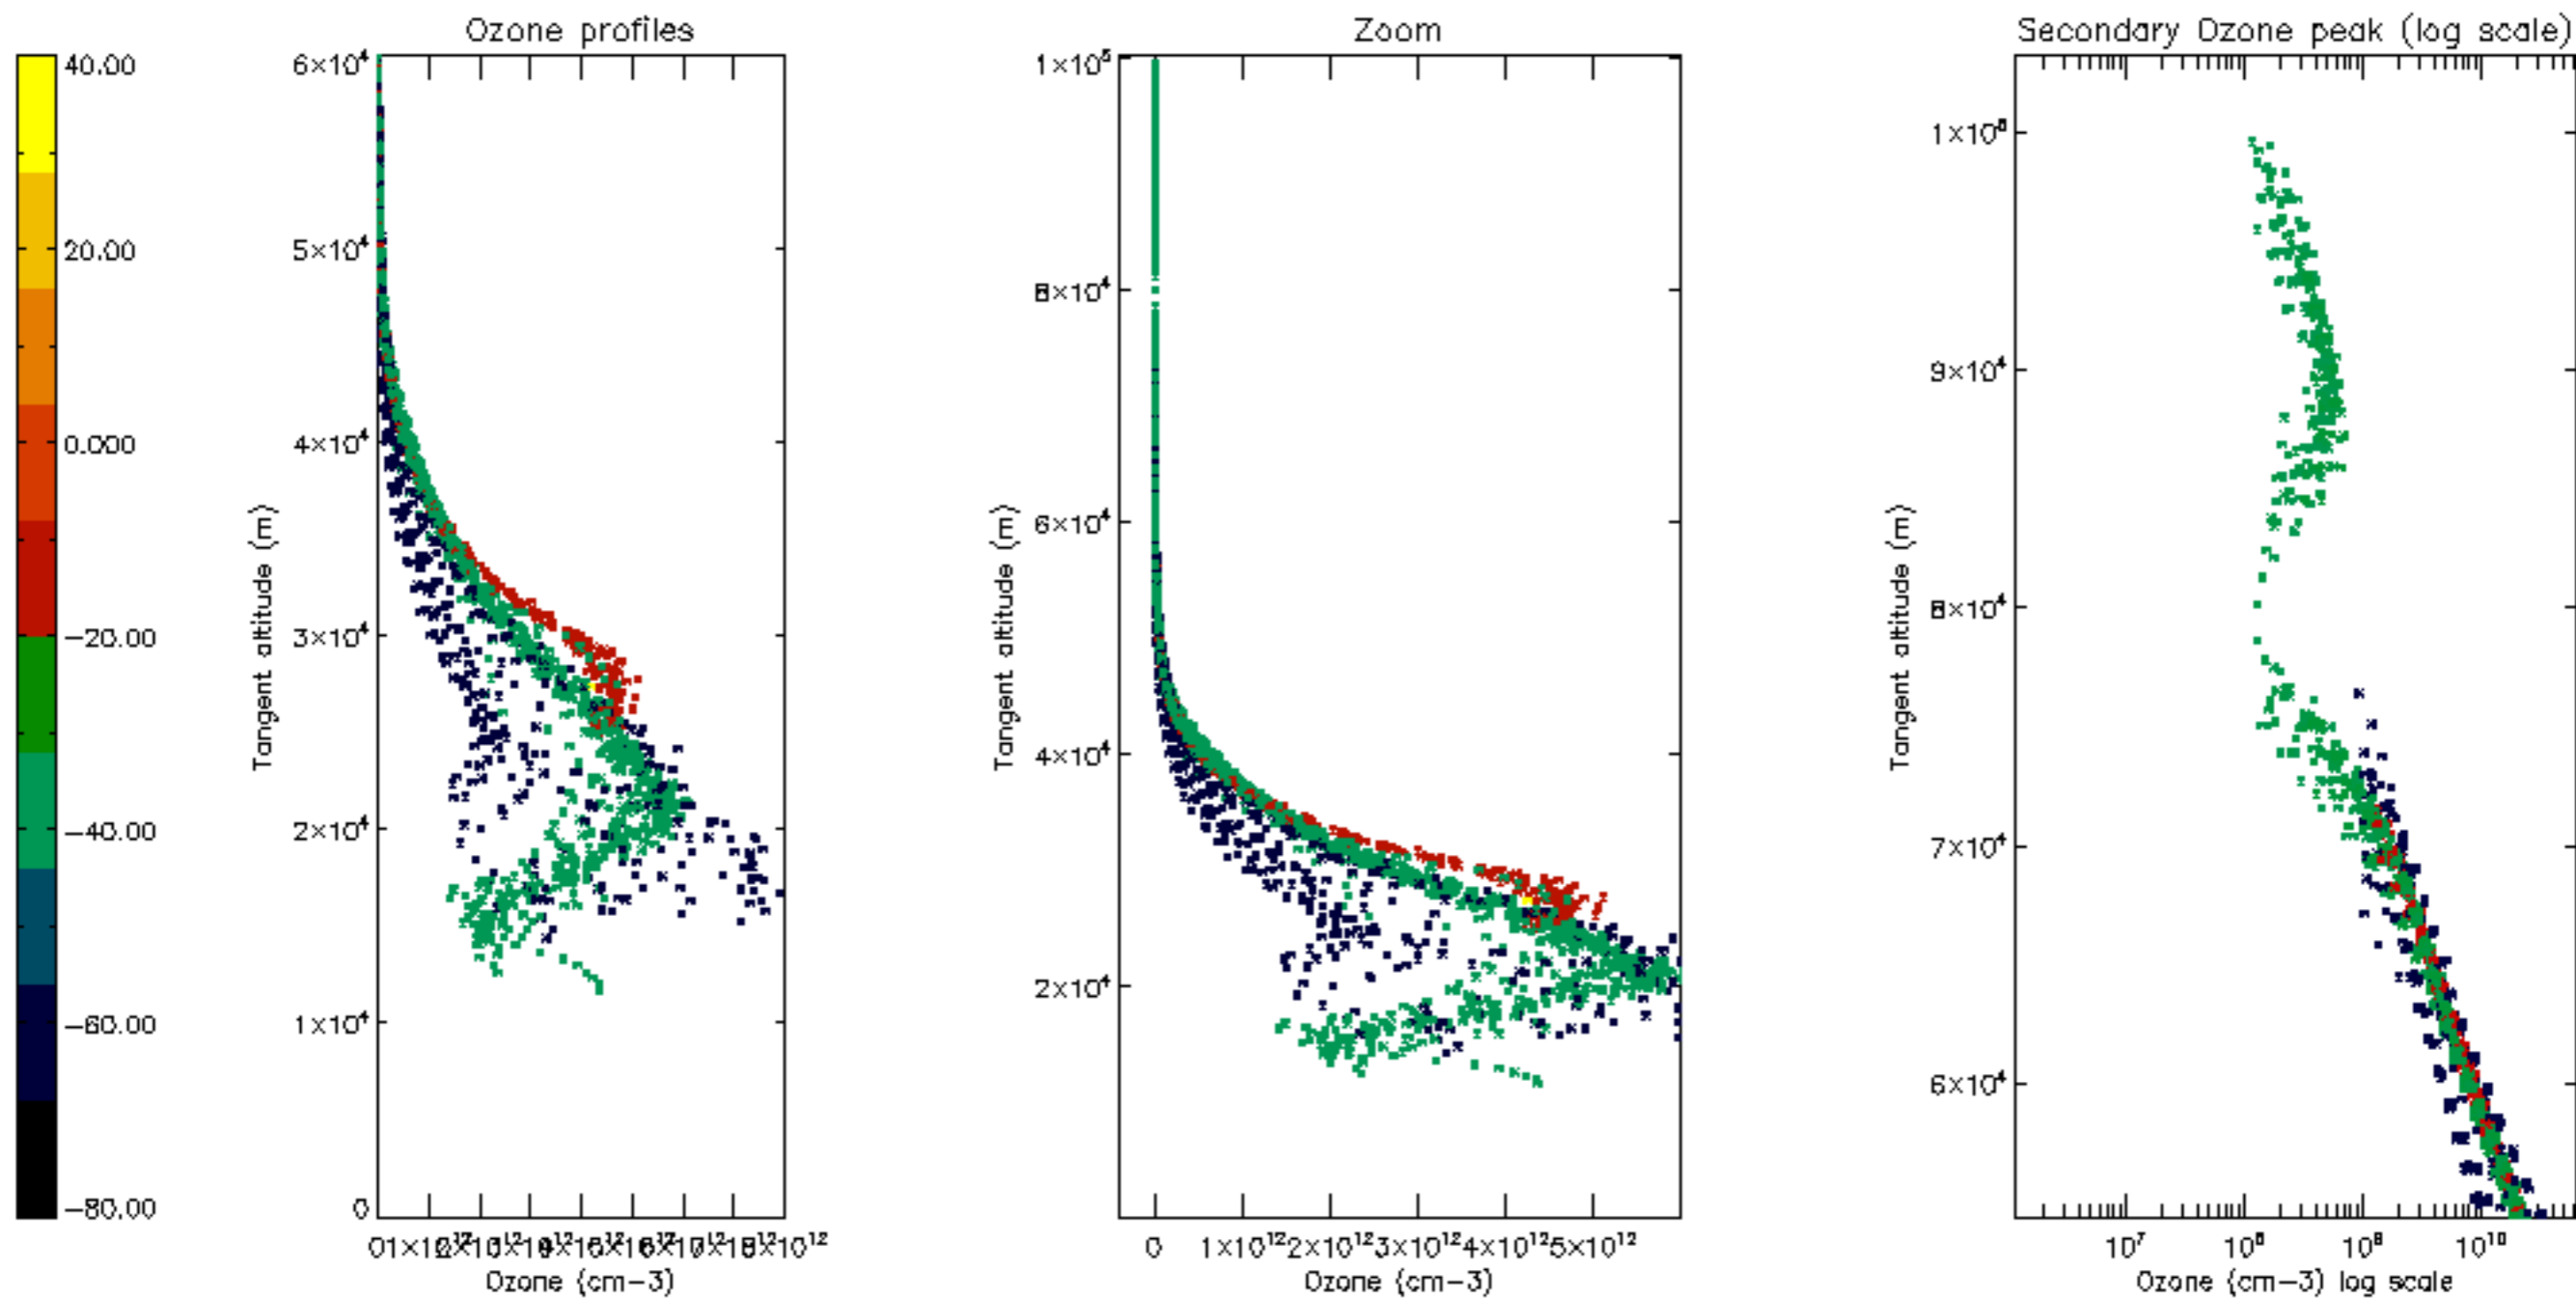 Ozone profiles
Zoom
Secondary Ozone peak (log scale)
40.00
20.00
0.000
−20.00
−40.00
−60.00
−80.00
Tangent altitude (m)
6×10⁴
5×10⁴
4×10⁴
3×10⁴
2×10⁴
1×10⁴
0
Ozone (cm−3)
Tangent altitude (m)
1×10⁵
8×10⁴
6×10⁴
4×10⁴
2×10⁴
0 1×10¹² 2×10¹² 3×10¹² 4×10¹² 5×10¹²
Ozone (cm−3)
Tangent altitude (m)
9×10⁴
8×10⁴
7×10⁴
6×10⁴
10⁷ 10⁸ 10⁹ 10¹⁰
Ozone (cm−3) log scale